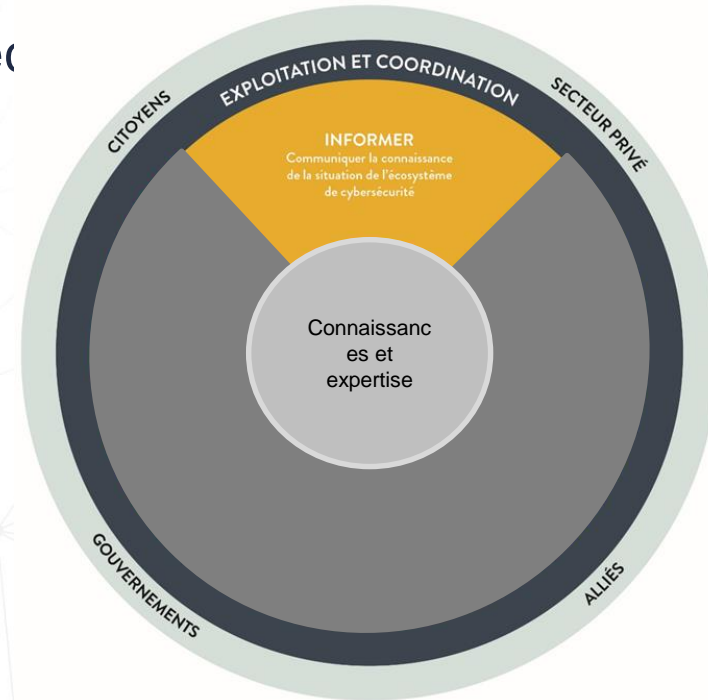 EXPLOITATION ET COORDINATION
CITOYENS
SECTEUR PRIVÉ
INFORMER
Communiquer la connaissance
de la situation de l'écosystème
de cybersécurité
Connaissanc
es et
expertise
GOUVERNEMENTS
ALLIÉS